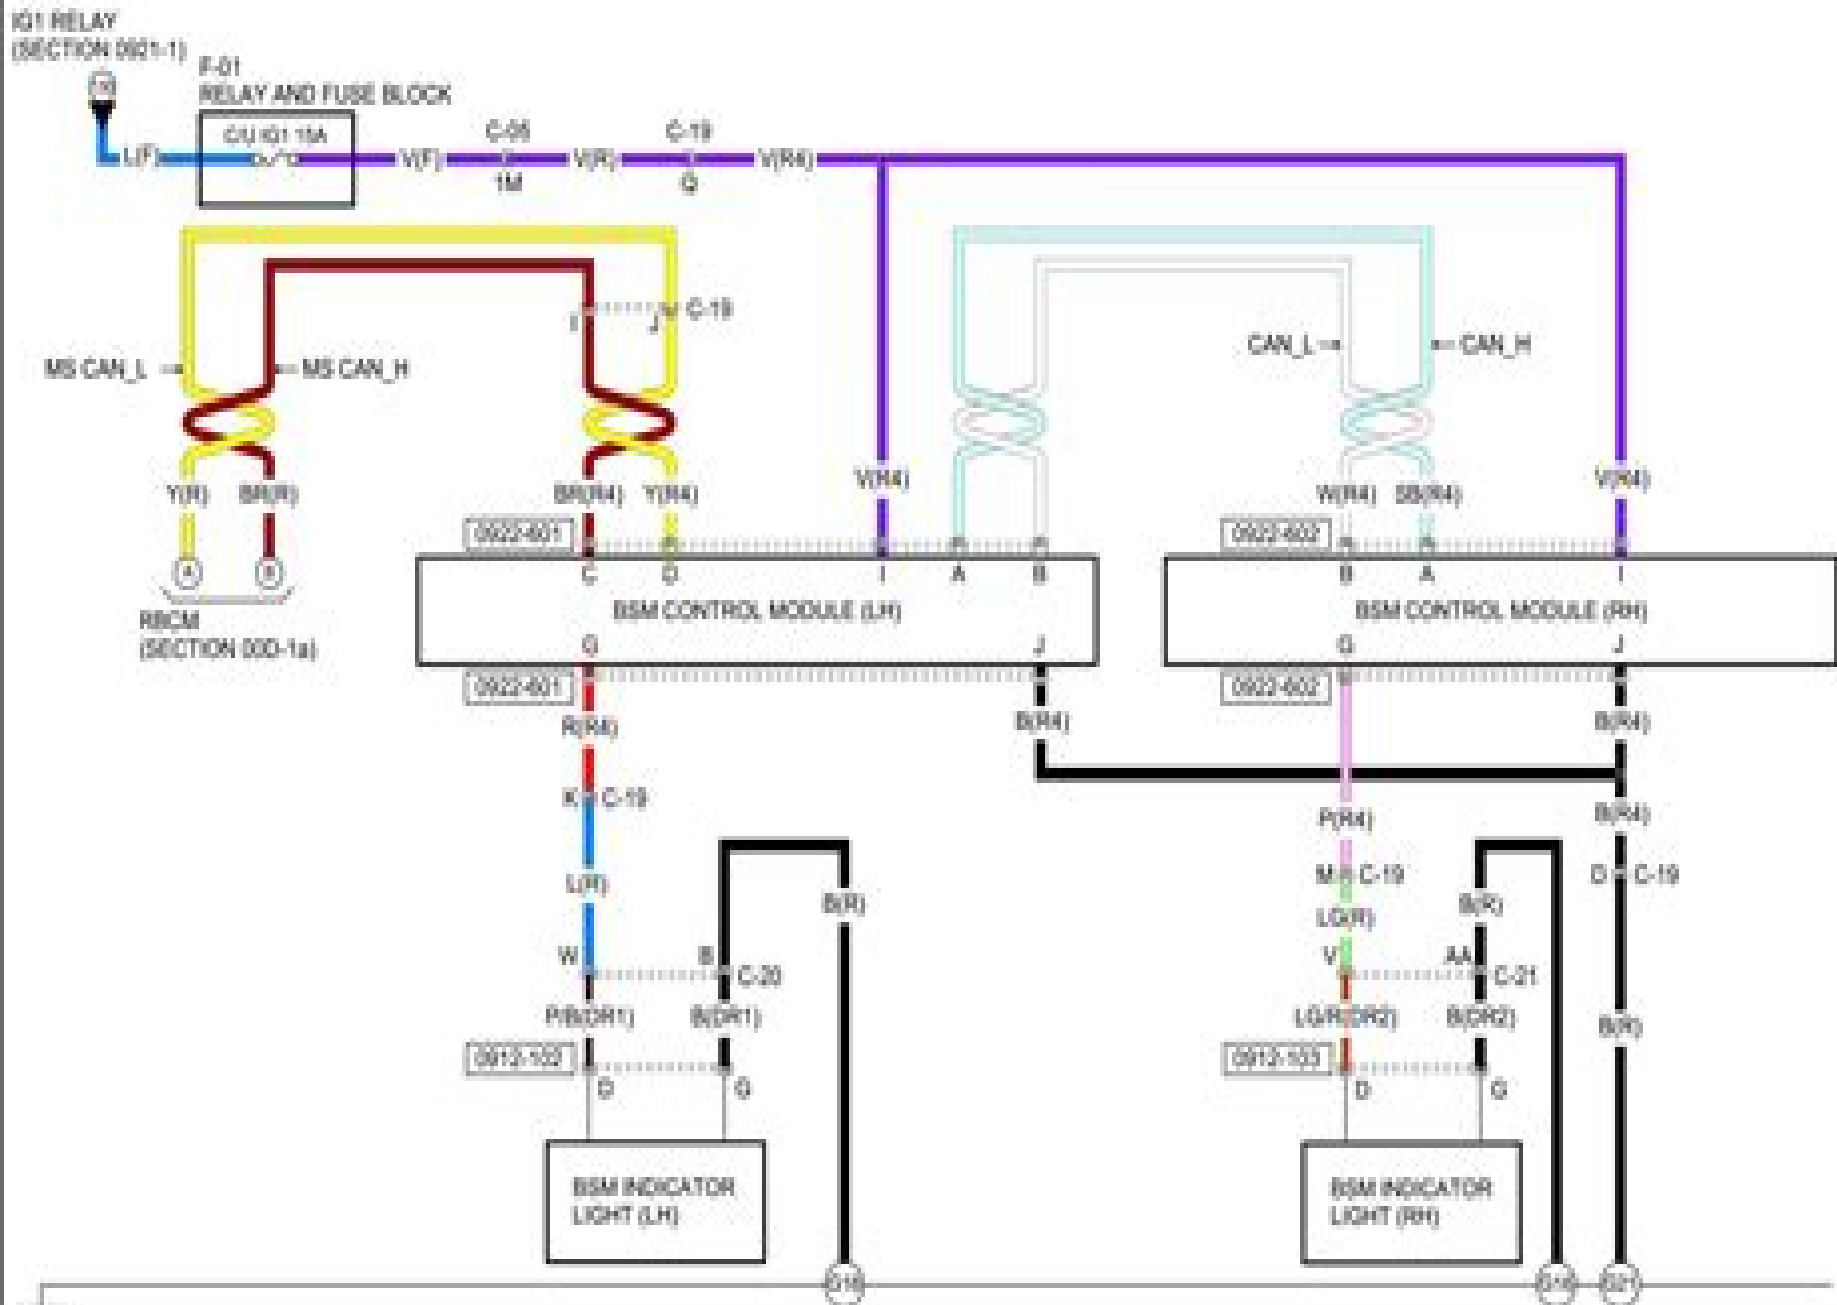 IG1 RELAY
(SECTION 0921-1)
F-01
RELAY AND FUSE BLOCK
C/U IG1 15A
L(F)
V(F)
C-05
1M
V(R)
C-19
Q
V(R4)
I
J
C-19
MS CAN_L
MS CAN_H
CAN_L
CAN_H
Y(R)
BR(R)
BR(R4)
Y(R4)
V(R4)
W(R4)
SB(R4)
V(R4)
0922-601
0922-602
A
B
C
D
I
A
B
B
A
I
RBCM
(SECTION 00D-1a)
BSM CONTROL MODULE (LH)
BSM CONTROL MODULE (RH)
G
J
G
J
0922-601
0922-602
R(R4)
B(R4)
B(R4)
K
C-19
P(R4)
B(R4)
L(R)
B(R)
M
C-19
B(R)
D
C-19
LG(R)
W
B
C-20
V
AA
C-21
P/B(DR1)
B(DR1)
LG/R(DR2)
B(DR2)
B(R)
0912-102
0912-103
D
G
D
G
BSM INDICATOR
LIGHT (LH)
BSM INDICATOR
LIGHT (RH)
G21